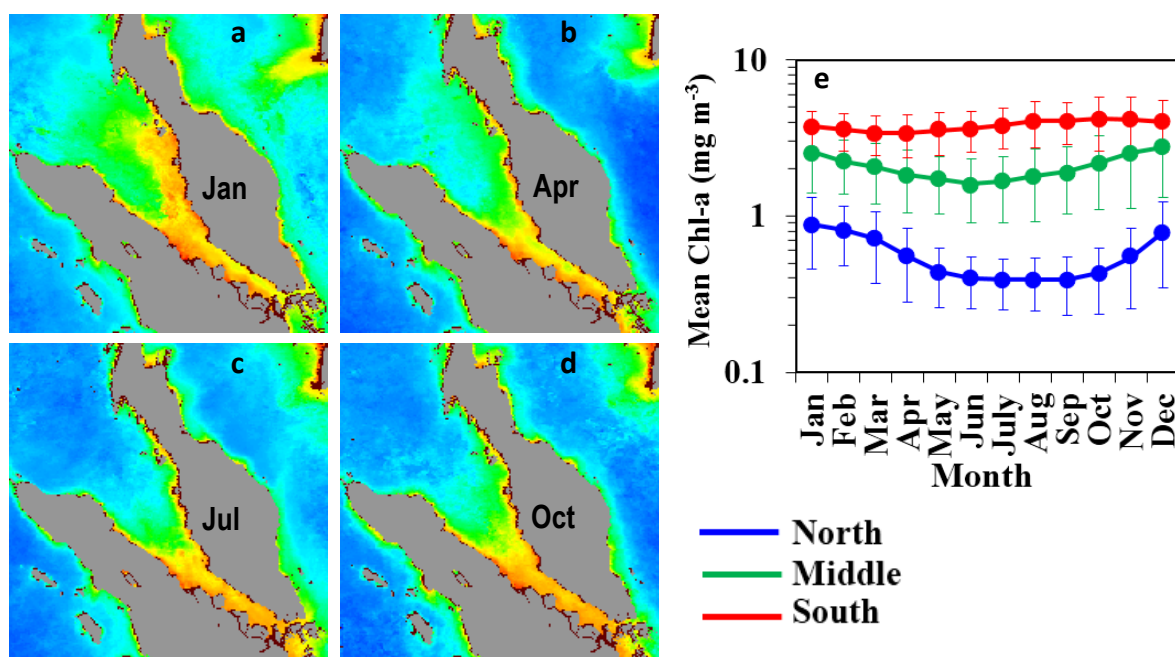 a
Jan
b
Apr
c
Jul
d
Oct
e
Mean Chl-a (mg m⁻³)
10
1
0.1
Jan
Feb
Mar
Apr
May
Jun
July
Aug
Sep
Oct
Nov
Dec
Month
North
Middle
South